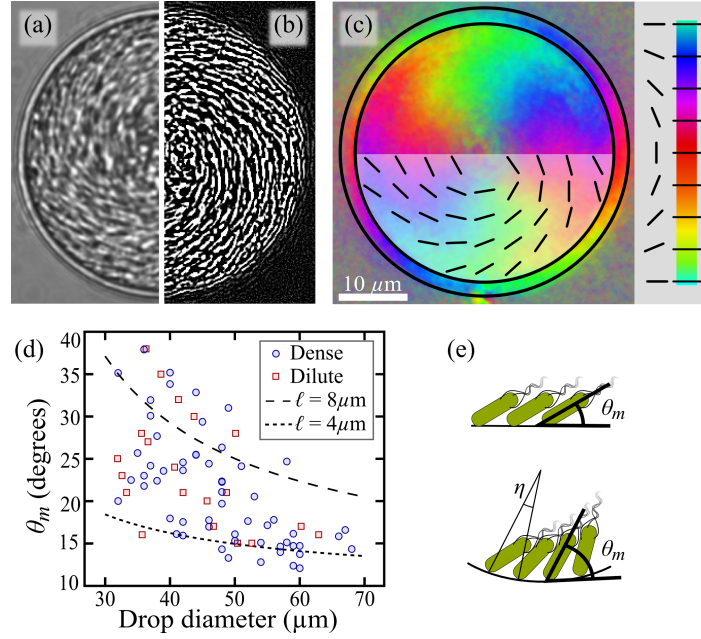 (a)
(b)
(c)
10 µm
(d)
θm (degrees)
40
35
30
25
20
15
10
30
40
50
60
70
Drop diameter (µm)
Dense
Dilute
ℓ = 8µm
ℓ = 4µm
(e)
θm
η
θm